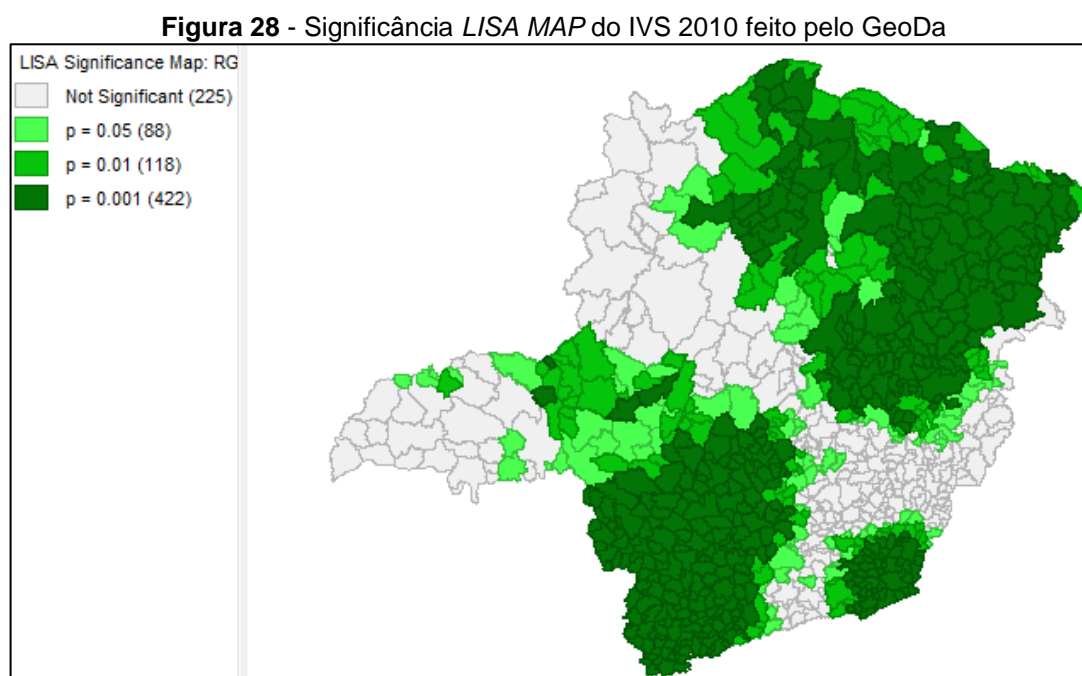 Figura 28 - Significância LISA MAP do IVS 2010 feito pelo GeoDa
LISA Significance Map: RG
Not Significant (225)
p = 0.05 (88)
p = 0.01 (118)
p = 0.001 (422)